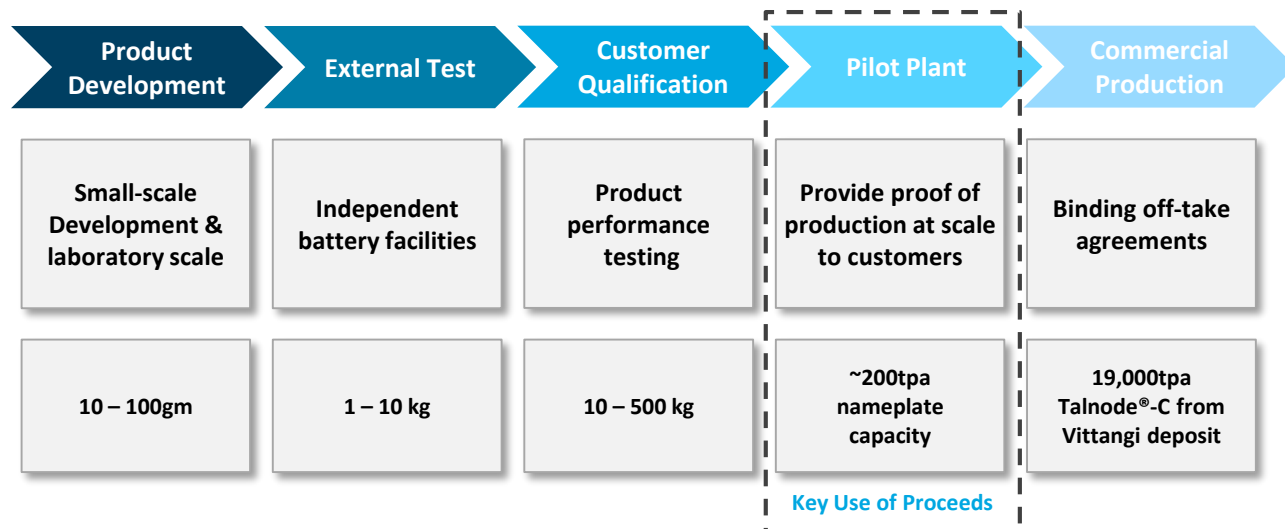 Product
Development
External Test
Customer
Qualification
Pilot Plant
Commercial
Production
Small-scale
Development &
laboratory scale
Independent
battery facilities
Product
performance
testing
Provide proof of
production at scale
to customers
Binding off-take
agreements
10 – 100gm
1 – 10 kg
10 – 500 kg
~200tpa
nameplate
capacity
19,000tpa
Talnode®-C from
Vittangi deposit
Key Use of Proceeds